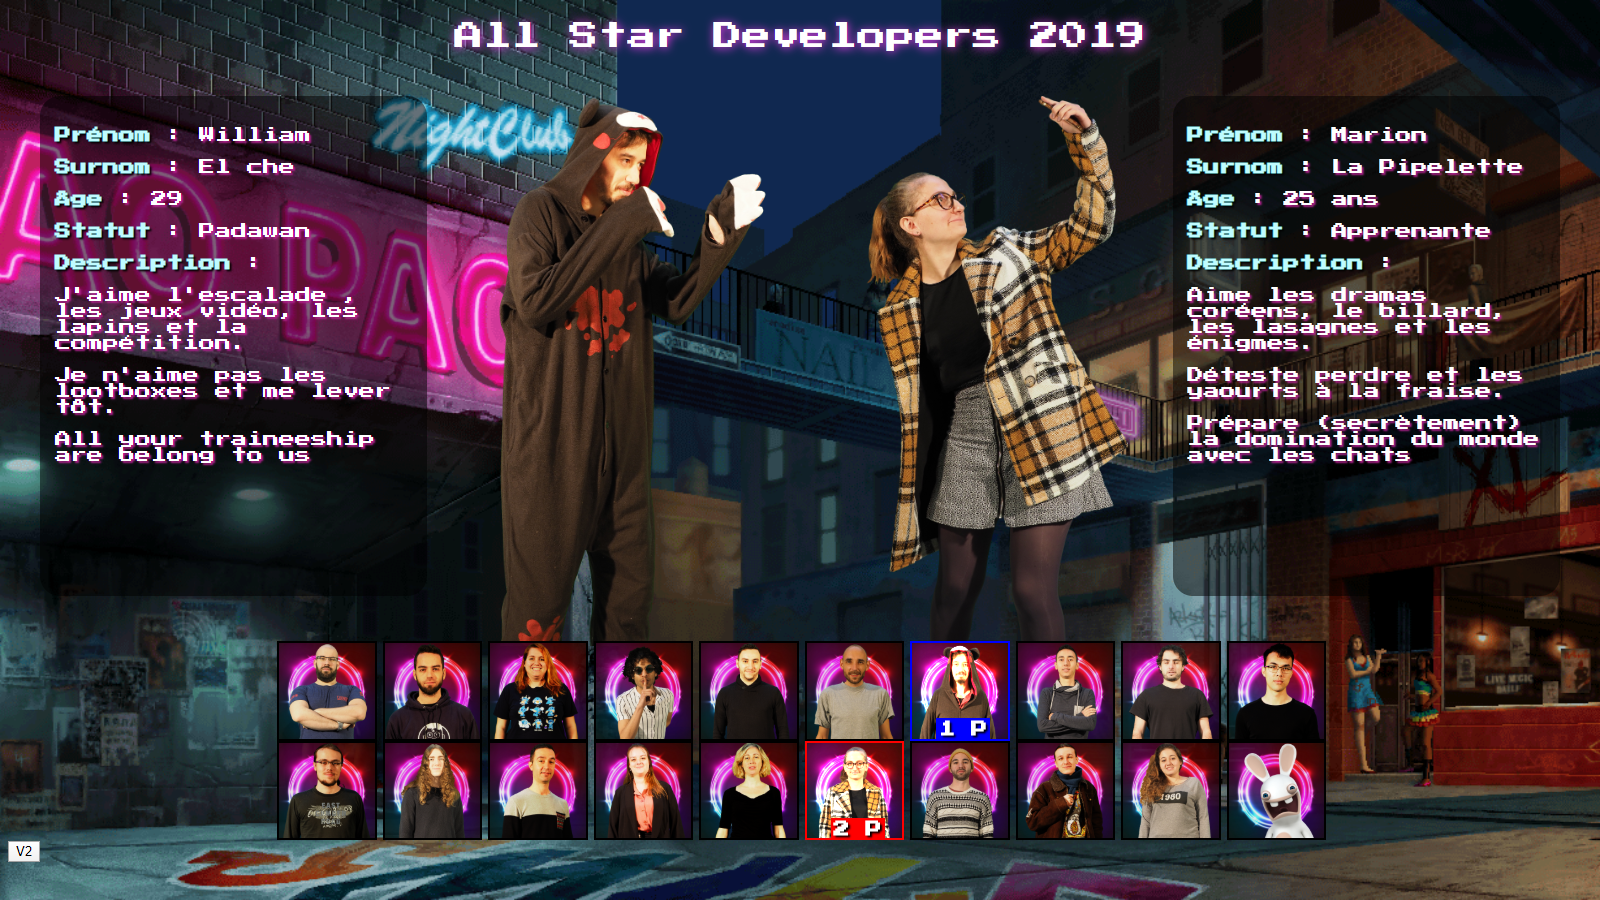 All Star Developers 2019
NightClub
Prénom : William
Surnom : El che
Age : 29
Statut : Padawan
Description :
J'aime l'escalade ,
les jeux vidéo, les
lapins et la
compétition.
Je n'aime pas les
lootboxes et me lever
tôt.
All your traineeship
are belong to us
Prénom : Marion
Surnom : La Pipelette
Age : 25 ans
Statut : Apprenante
Description :
Aime les dramas
coréens, le billard,
les lasagnes et les
énigmes.
Déteste perdre et les
yaourts à la fraise.
Prépare (secrètement)
la domination du monde
avec les chats
1 P
2 P
1980
LIVE MUSIC
V2